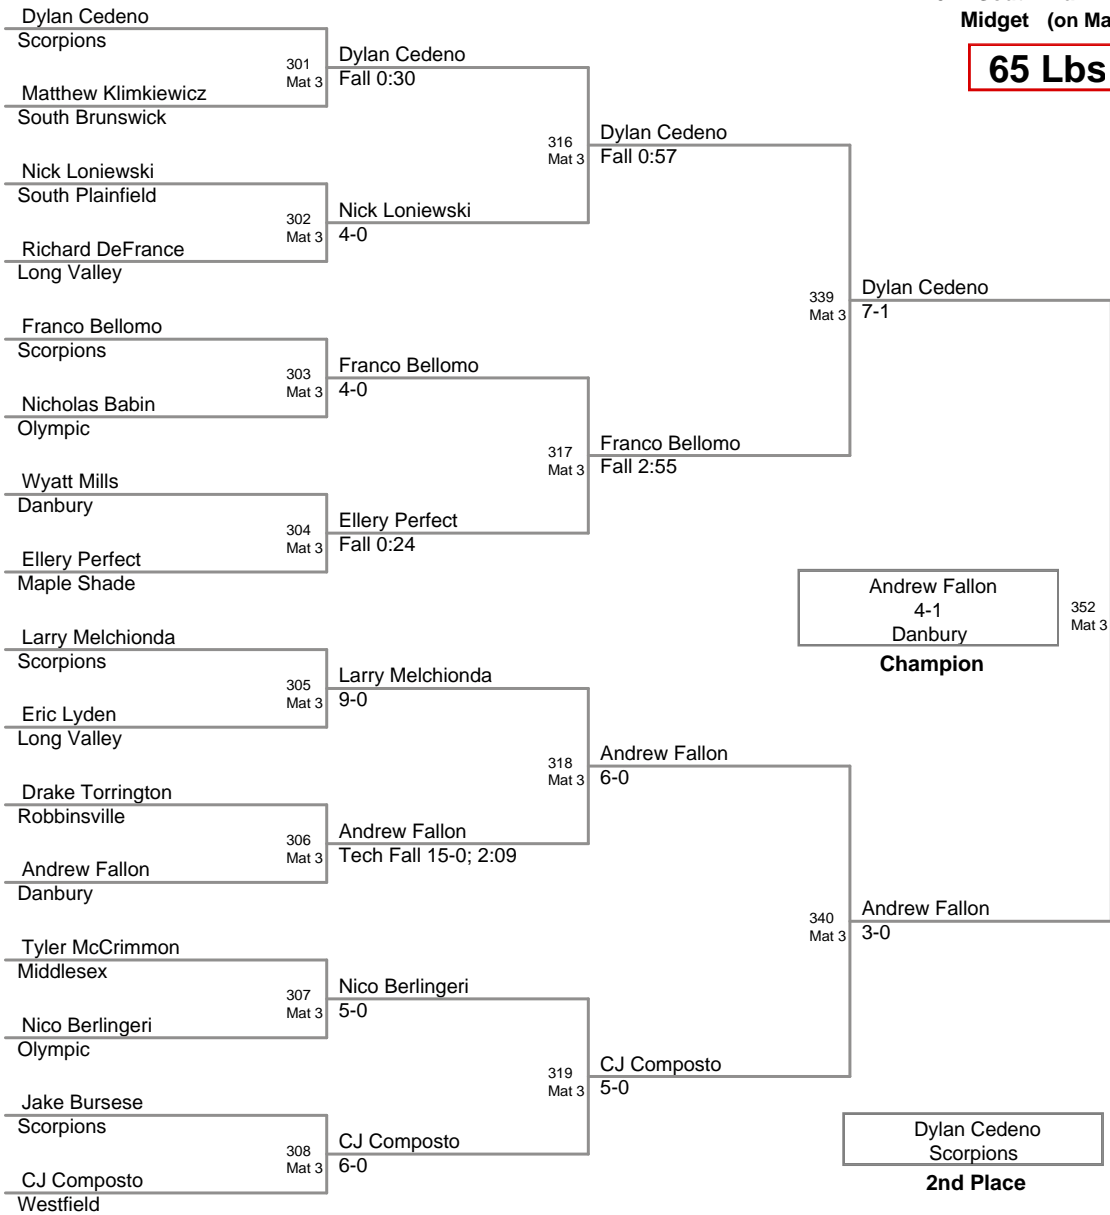 Midget (on Ma
65 Lbs
Dylan Cedeno
Scorpions
301
Mat 3
Dylan Cedeno
Fall 0:30
Matthew Klimkiewicz
South Brunswick
316
Mat 3
Dylan Cedeno
Fall 0:57
Nick Loniewski
South Plainfield
302
Mat 3
Nick Loniewski
4-0
Richard DeFrance
Long Valley
339
Mat 3
Dylan Cedeno
7-1
Franco Bellomo
Scorpions
303
Mat 3
Franco Bellomo
4-0
Nicholas Babin
Olympic
317
Mat 3
Franco Bellomo
Fall 2:55
Wyatt Mills
Danbury
304
Mat 3
Ellery Perfect
Fall 0:24
Ellery Perfect
Maple Shade
Andrew Fallon
4-1
Danbury
Champion
352
Mat 3
Larry Melchionda
Scorpions
305
Mat 3
Larry Melchionda
9-0
Eric Lyden
Long Valley
318
Mat 3
Andrew Fallon
6-0
Drake Torrington
Robbinsville
306
Mat 3
Andrew Fallon
Tech Fall 15-0; 2:09
Andrew Fallon
Danbury
340
Mat 3
Andrew Fallon
3-0
Tyler McCrimmon
Middlesex
307
Mat 3
Nico Berlingeri
5-0
Nico Berlingeri
Olympic
319
Mat 3
CJ Composto
5-0
Jake Bursese
Scorpions
308
Mat 3
CJ Composto
6-0
CJ Composto
Westfield
Dylan Cedeno
Scorpions
2nd Place